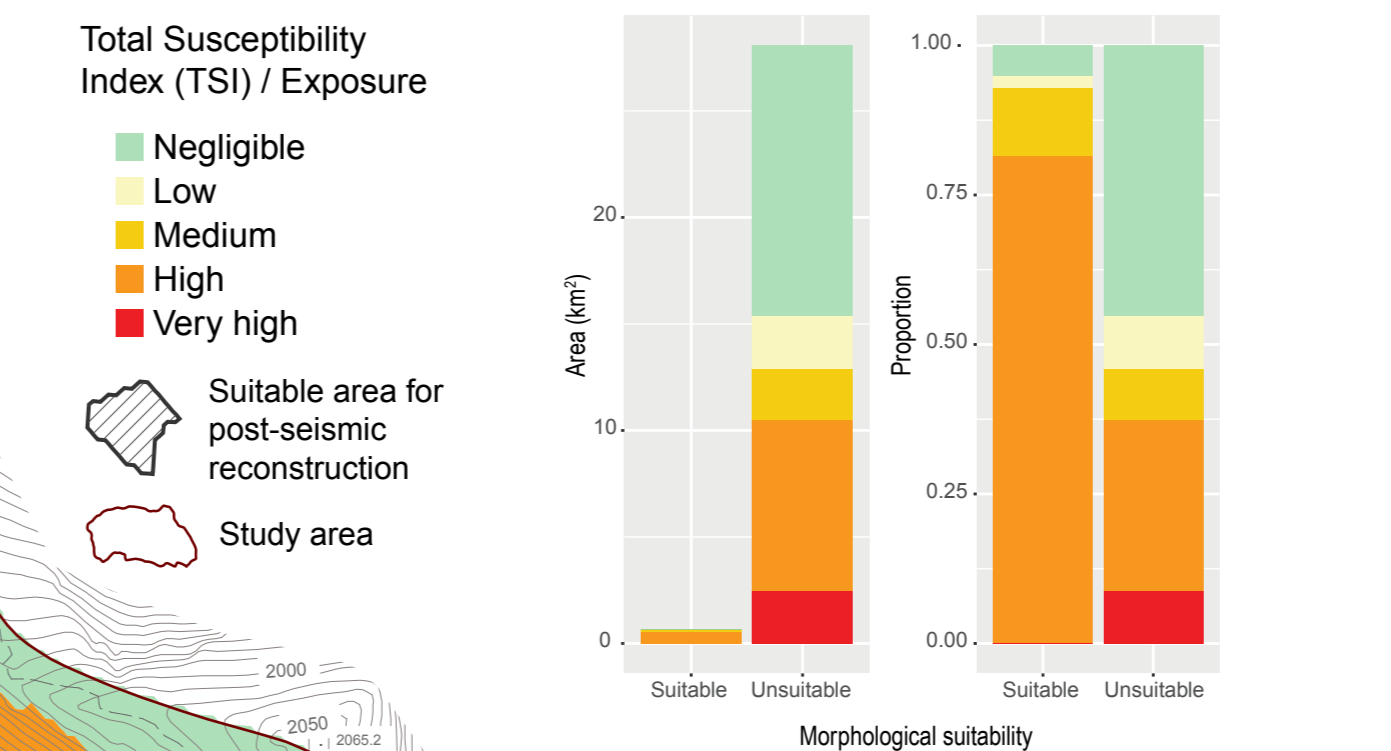 Total Susceptibility
Index (TSI) / Exposure
Negligible
Low
Medium
High
Very high
Suitable area for
post-seismic
reconstruction
Study area
2000
2050
2065.2
Area (km²)
20
10
0
Suitable Unsuitable
Proportion
1.00
0.75
0.50
0.25
0.00
Suitable Unsuitable
Morphological suitability